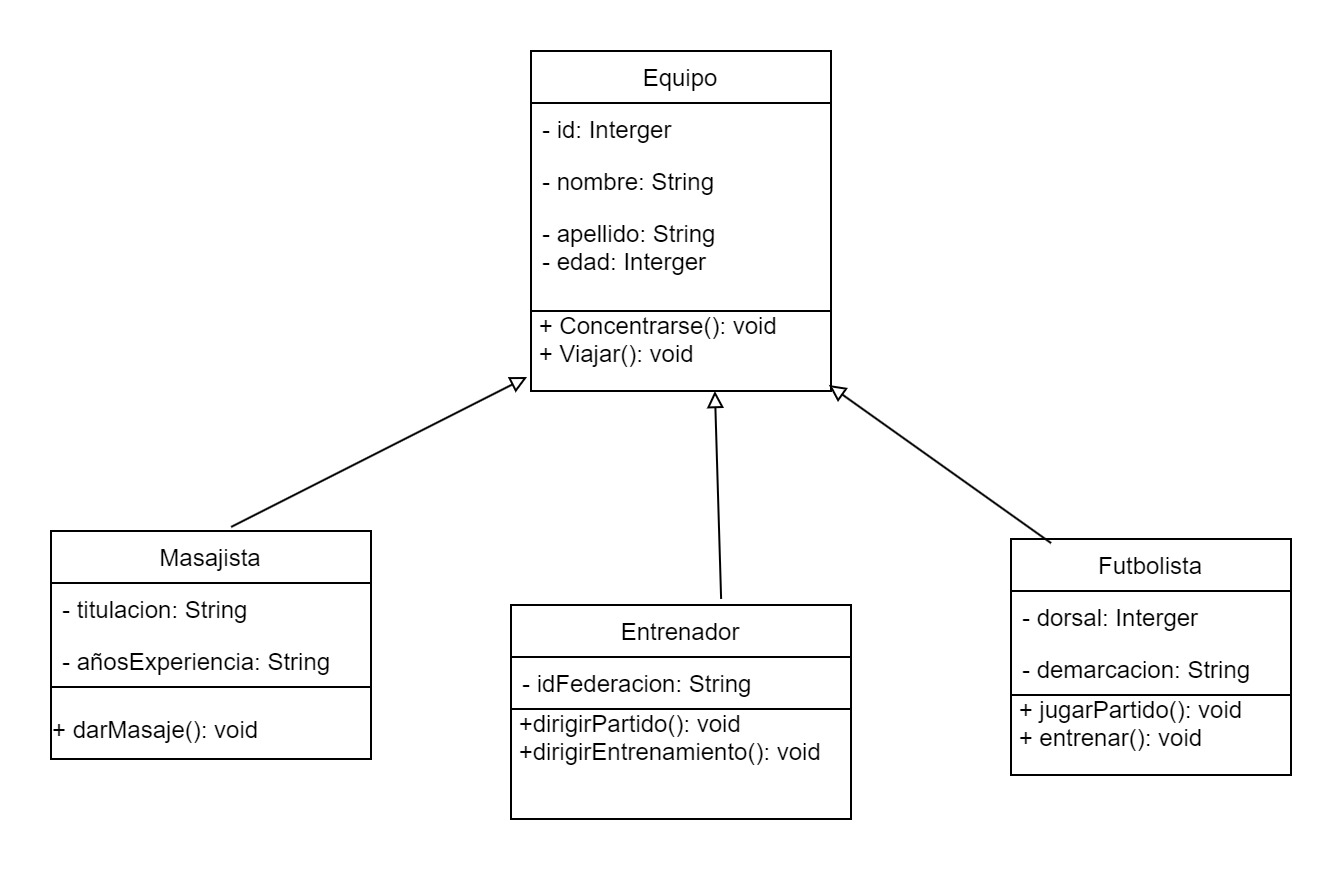 Equipo
- id: Interger
- nombre: String
- apellido: String
- edad: Interger
+ Concentrarse(): void
+ Viajar(): void
Masajista
- titulacion: String
- añosExperiencia: String
+ darMasaje(): void
Entrenador
- idFederacion: String
+dirigirPartido(): void
+dirigirEntrenamiento(): void
Futbolista
- dorsal: Interger
- demarcacion: String
+ jugarPartido(): void
+ entrenar(): void